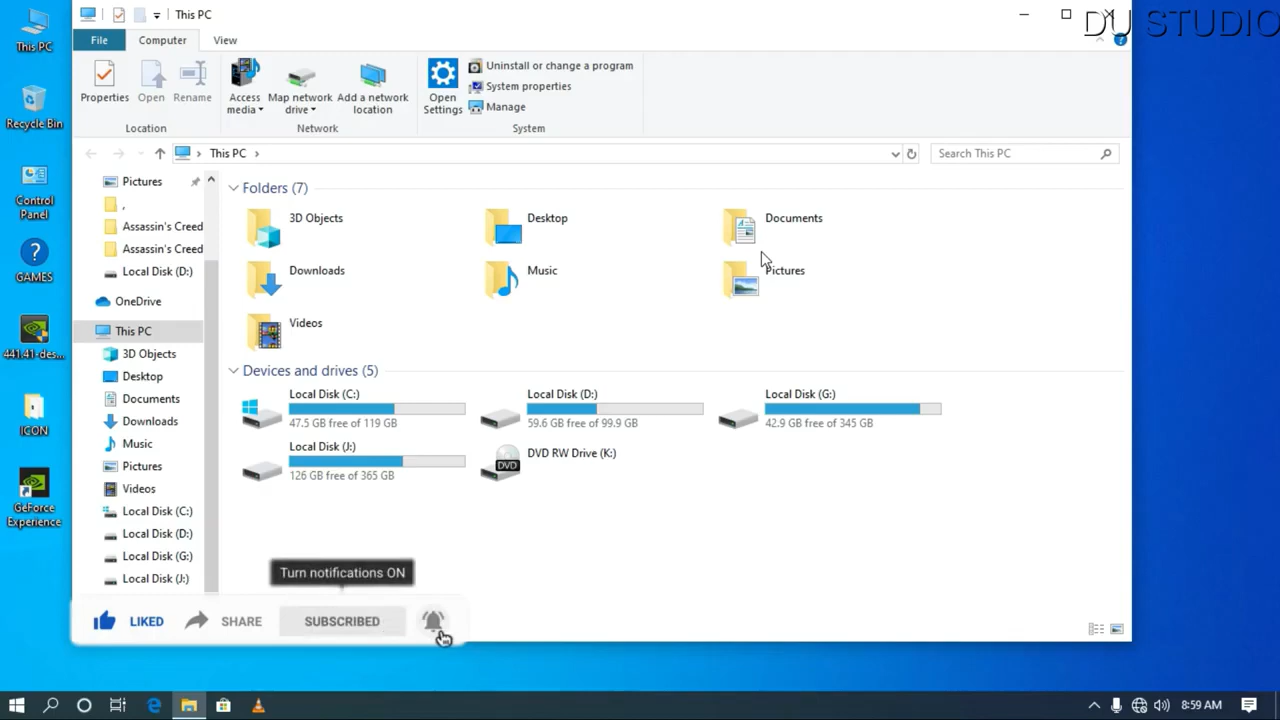 This PC
DU STUDIO
File
Computer
View
Properties
Open
Rename
Access
media
Map network
drive
Add a network
location
Open
Settings
Uninstall or change a program
System properties
Manage
Location
Network
System
This PC
Search This PC
This PC
Recycle Bin
Control
Panel
GAMES
441.41-des...
ICON
GeForce
Experience
Pictures
,
Assassin's Creed
Assassin's Creed
Local Disk (D:)
OneDrive
This PC
3D Objects
Desktop
Documents
Downloads
Music
Pictures
Videos
Local Disk (C:)
Local Disk (D:)
Local Disk (G:)
Local Disk (J:)
Folders (7)
3D Objects
Desktop
Documents
Downloads
Music
Pictures
Videos
Devices and drives (5)
Local Disk (C:)
47.5 GB free of 119 GB
Local Disk (D:)
59.6 GB free of 99.9 GB
Local Disk (G:)
42.9 GB free of 345 GB
Local Disk (J:)
126 GB free of 365 GB
DVD
DVD RW Drive (K:)
Turn notifications ON
LIKED
SHARE
SUBSCRIBED
8:59 AM